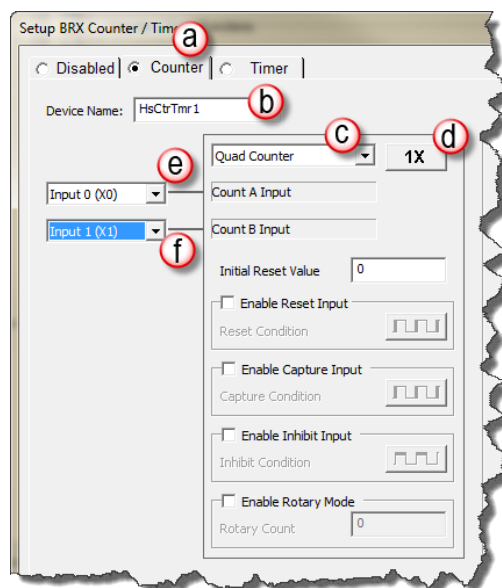 Setup BRX Counter / Tim
a
Disabled Counter Timer
Device Name: HsCtrTmr1
b
c
d
Quad Counter 1X
e
Input 0 (X0) Count A Input
Input 1 (X1) Count B Input
f
Initial Reset Value 0
Enable Reset Input
Reset Condition
Enable Capture Input
Capture Condition
Enable Inhibit Input
Inhibit Condition
Enable Rotary Mode
Rotary Count 0